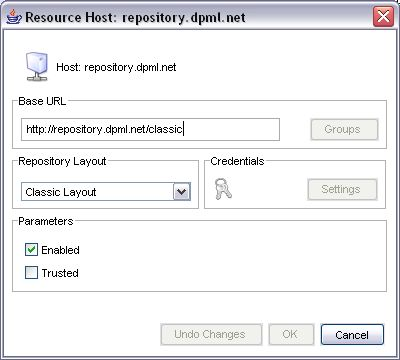 Resource Host: repository.dpml.net
Host: repository.dpml.net
Base URL
http://repository.dpml.net/classic
Groups
Repository Layout
Credentials
Classic Layout
Settings
Parameters
Enabled
Trusted
Undo Changes
OK
Cancel